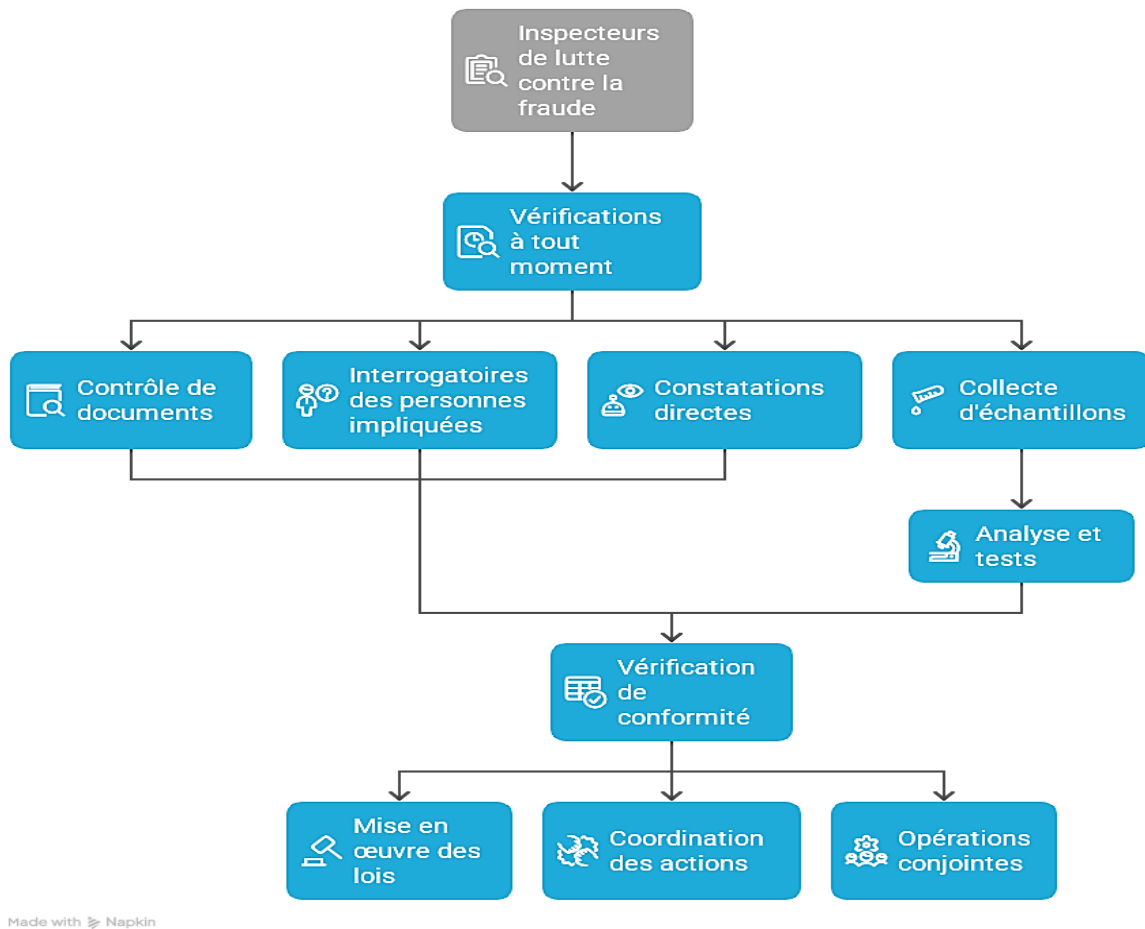 Inspecteurs
de lutte
contre la
fraude
Vérifications
à tout
moment
Contrôle de
documents
Interrogatoires
des personnes
impliquées
Constatations
directes
Collecte
d'échantillons
Analyse et
tests
Vérification
de
conformité
Mise en
œuvre des
lois
Coordination
des actions
Opérations
conjointes
Made with Napkin